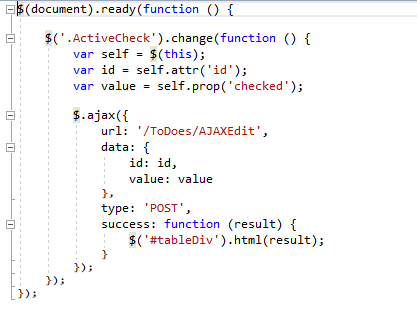 $(document).ready(function () {
$('.ActiveCheck').change(function () {
var self = $(this);
var id = self.attr('id');
var value = self.prop('checked');
$.ajax({
url: '/ToDoes/AJAXEdit',
data: {
id: id,
value: value
},
type: 'POST',
success: function (result) {
$('#tableDiv').html(result);
}
});
});
});